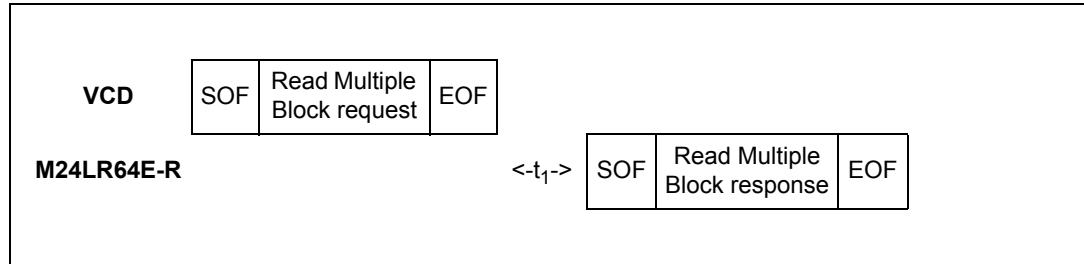 VCD SOF Read Multiple Block request EOF
M24LR64E-R <-t1-> SOF Read Multiple Block response EOF